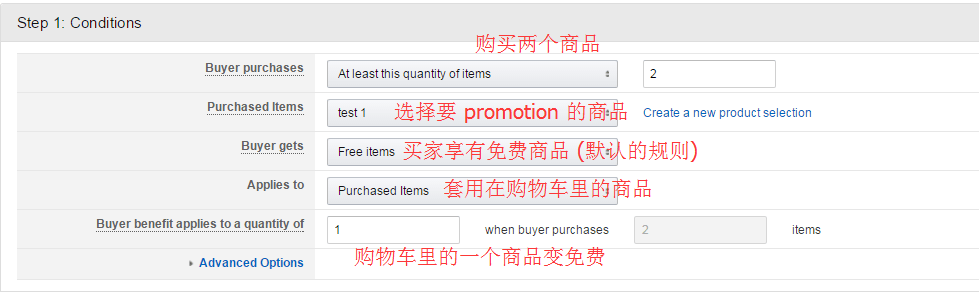 Step 1: Conditions
购买两个商品
Buyer purchases At least this quantity of items 2
Purchased Items test 1 选择要 promotion 的商品 Create a new product selection
Buyer gets Free items 买家享有免费商品 (默认的规则)
Applies to Purchased Items 套用在购物车里的商品
Buyer benefit applies to a quantity of 1 when buyer purchases 2 items
购物车里的一个商品变免费
Advanced Options